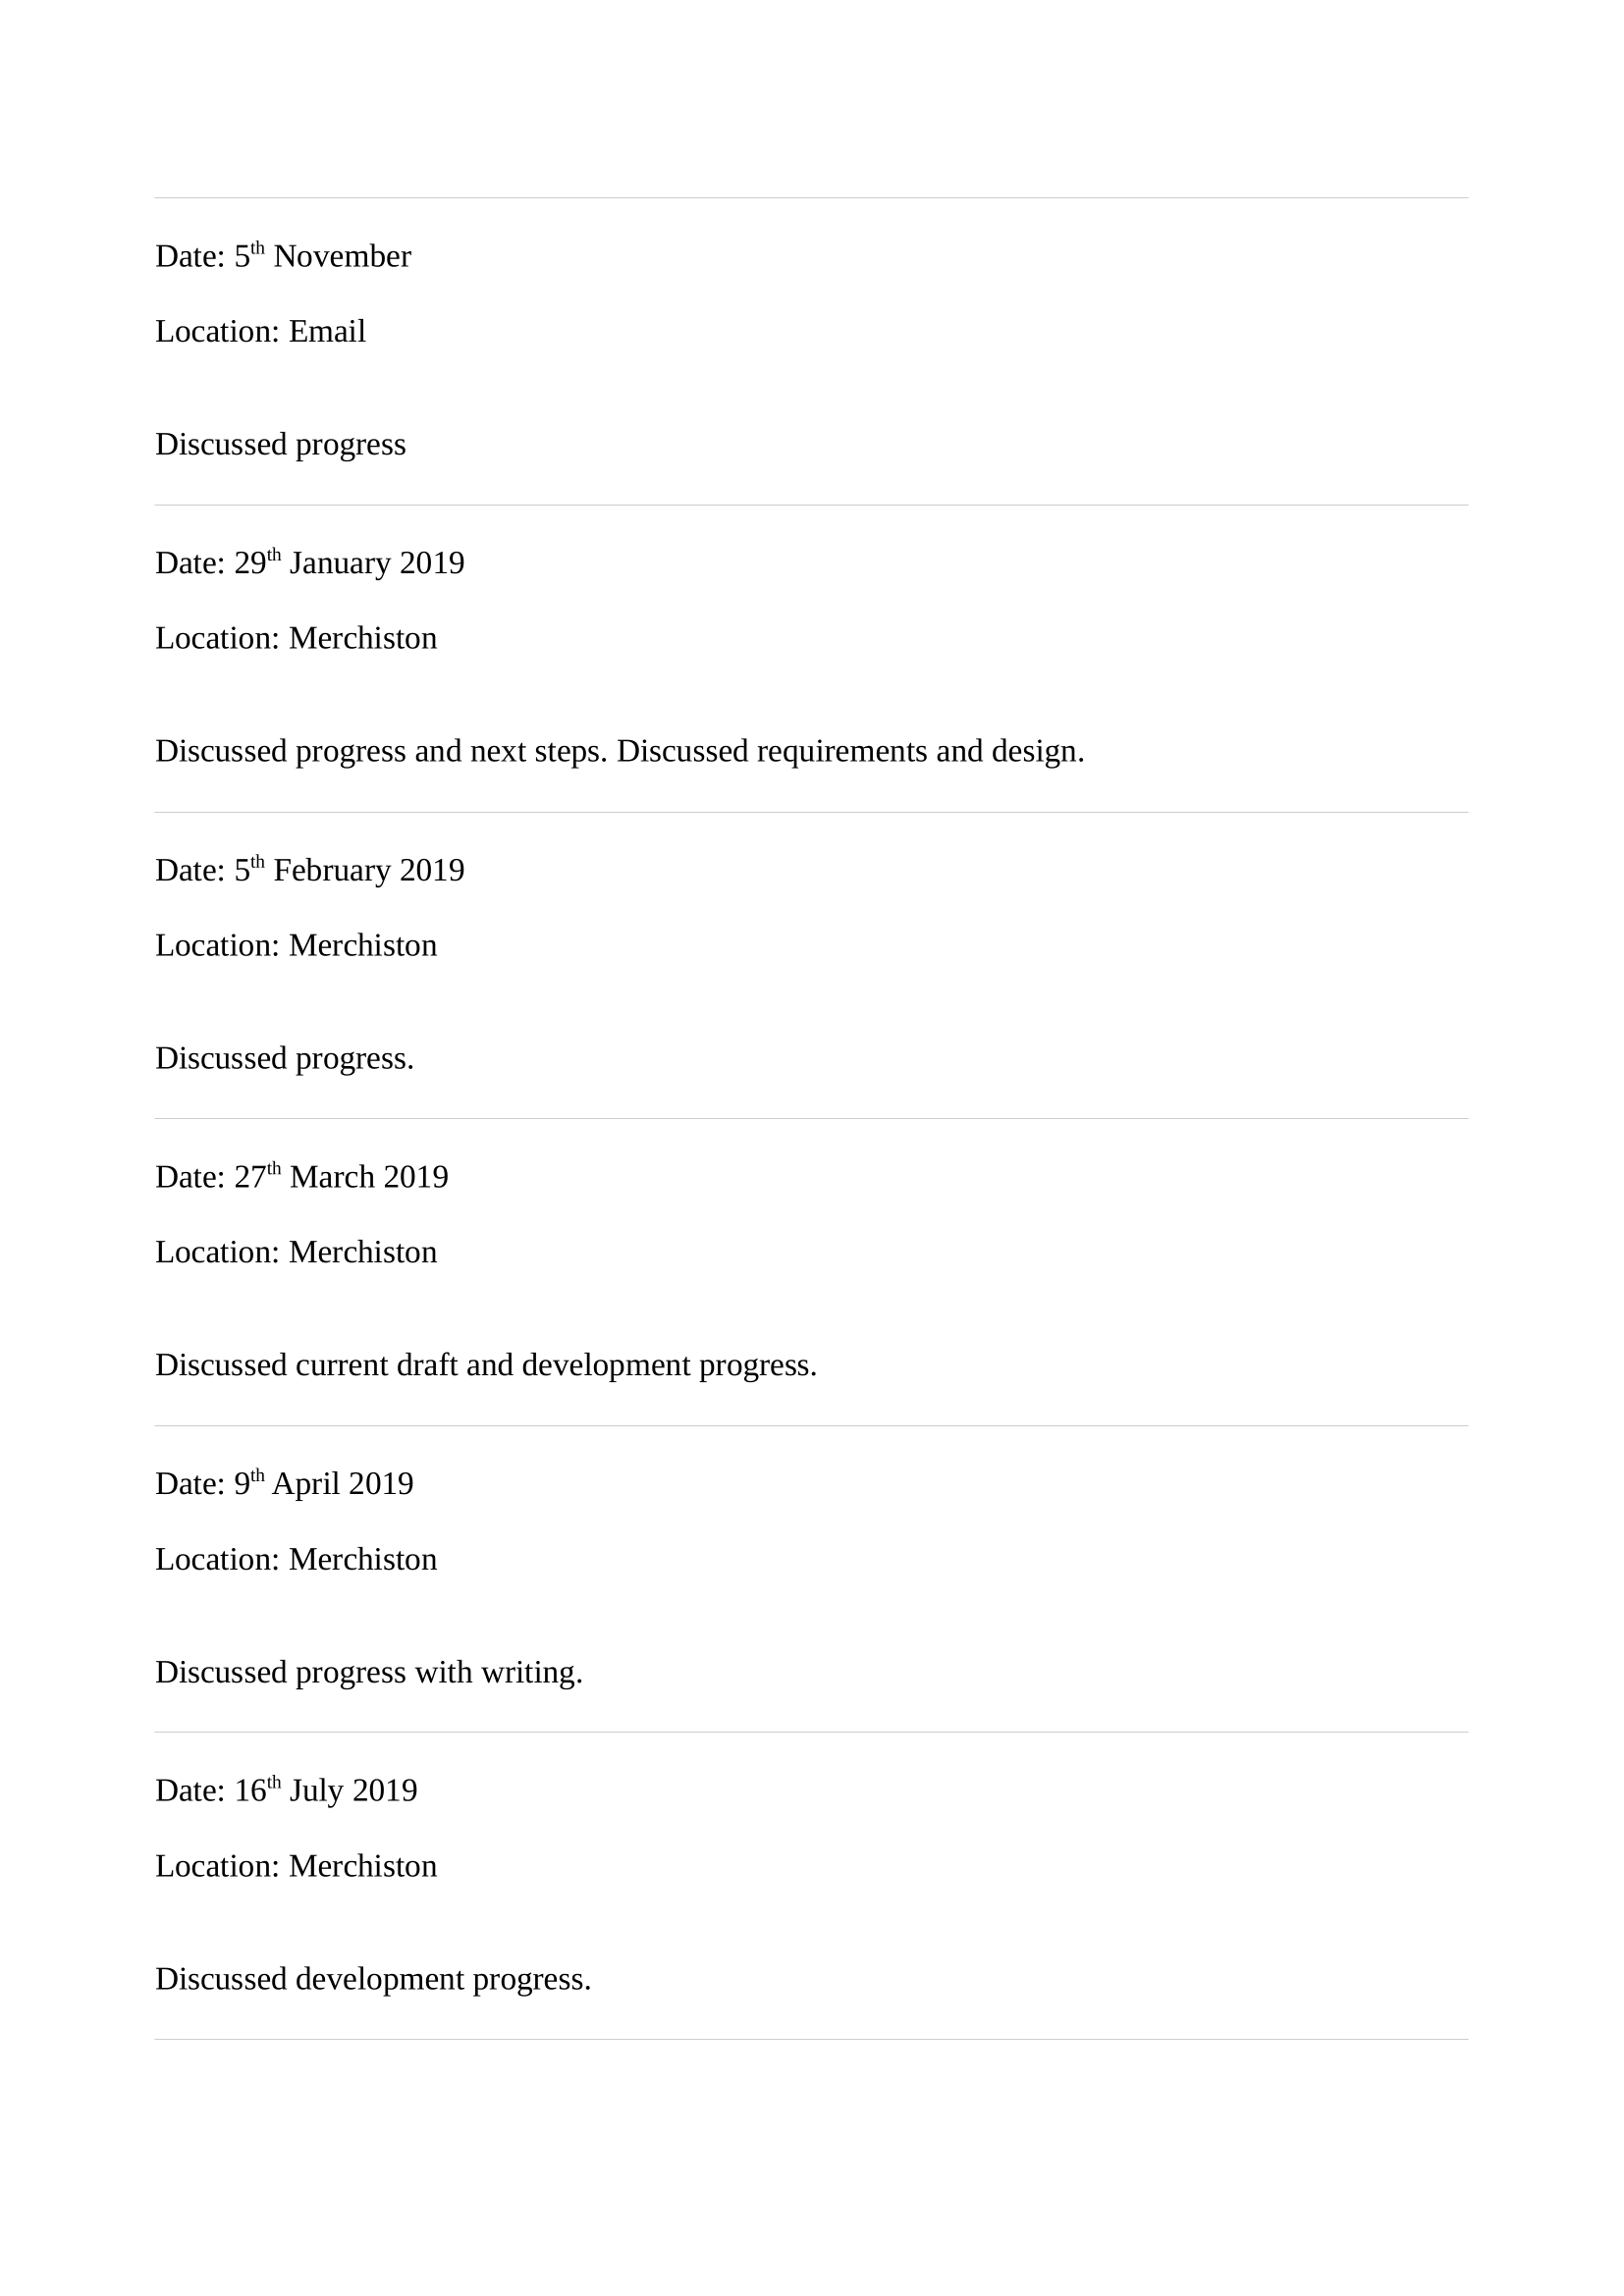 Date: 5th November
Location: Email
Discussed progress
Date: 29th January 2019
Location: Merchiston
Discussed progress and next steps. Discussed requirements and design.
Date: 5th February 2019
Location: Merchiston
Discussed progress.
Date: 27th March 2019
Location: Merchiston
Discussed current draft and development progress.
Date: 9th April 2019
Location: Merchiston
Discussed progress with writing.
Date: 16th July 2019
Location: Merchiston
Discussed development progress.